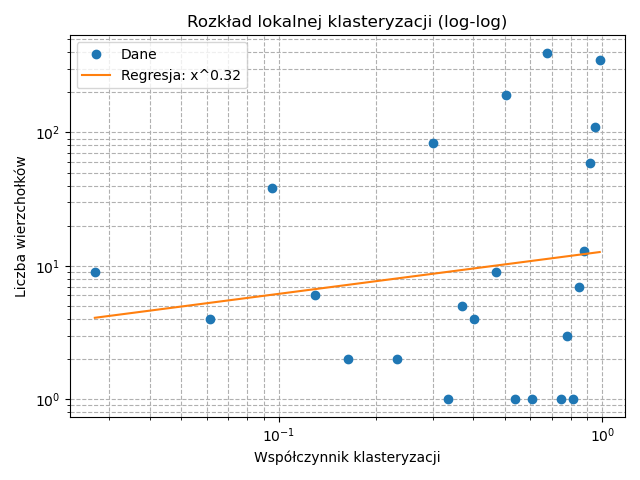 Rozkład lokalnej klasteryzacji (log-log)
Dane
Regresja: x^0.32
Liczba wierzchołków
10²
10¹
10⁰
10⁻¹
10⁰
Współczynnik klasteryzacji